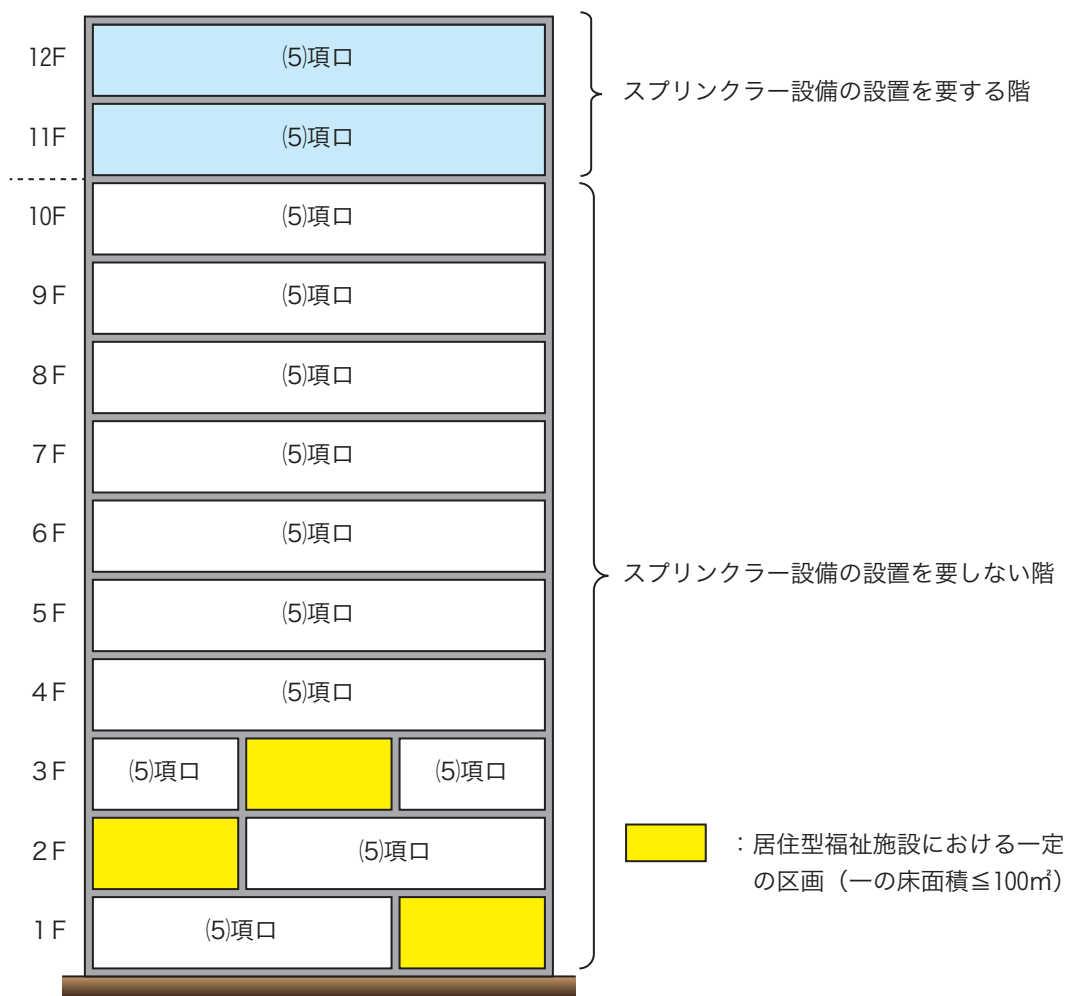 12F
⑸項ロ
11F
⑸項ロ
スプリンクラー設備の設置を要する階
10F
⑸項ロ
9F
⑸項ロ
8F
⑸項ロ
7F
⑸項ロ
6F
⑸項ロ
スプリンクラー設備の設置を要しない階
5F
⑸項ロ
4F
⑸項ロ
3F
⑸項ロ
⑸項ロ
2F
⑸項ロ
1F
⑸項ロ
:居住型福祉施設における一定
の区画(一の床面積≦100㎡)